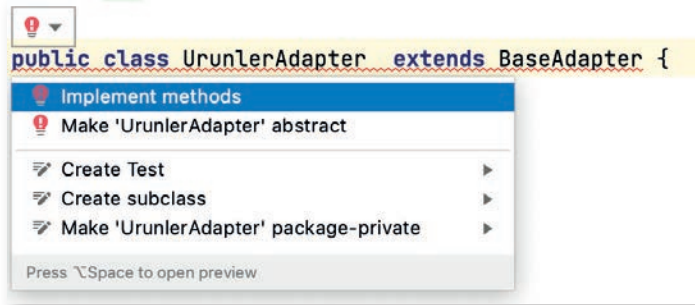 public class UrunlerAdapter  extends BaseAdapter {
Implement methods
Make 'UrunlerAdapter' abstract
Create Test
Create subclass
Make 'UrunlerAdapter' package-private
Press ⌥Space to open preview